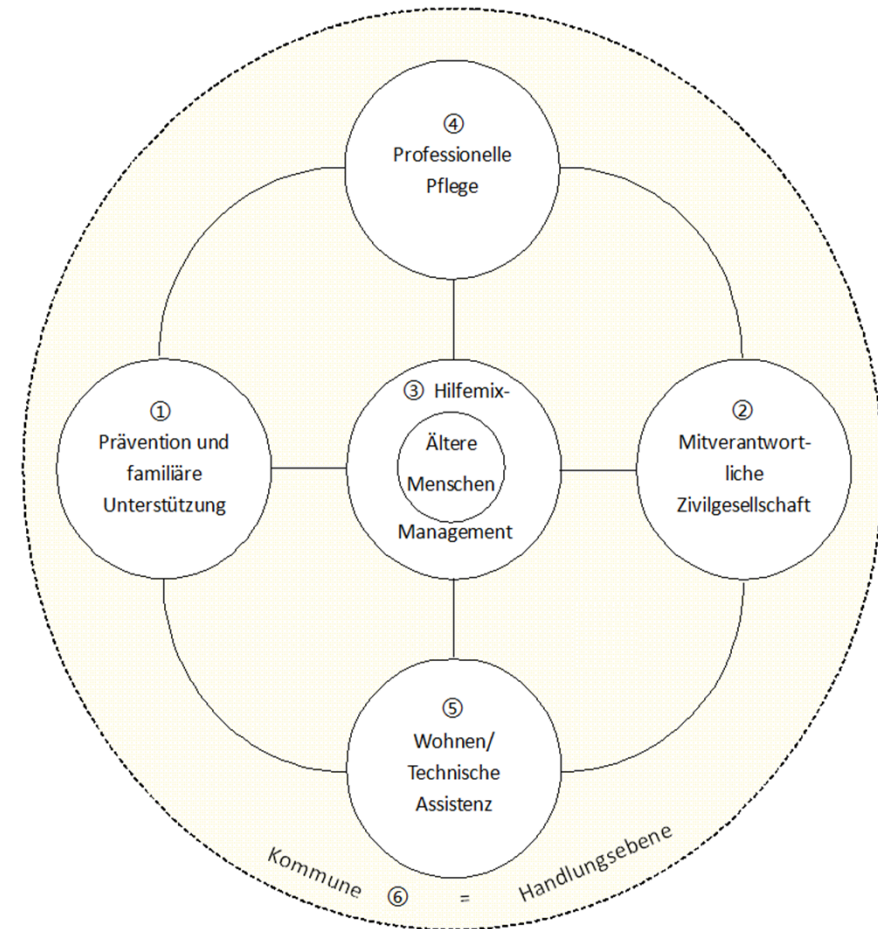 ④
Professionelle
Pflege
①
Prävention und
familiäre
Unterstützung
③ Hilfemix-
Ältere
Menschen
Management
②
Mitverantwort-
liche
Zivilgesellschaft
⑤
Wohnen/
Technische
Assistenz
Kommune ⑥ = Handlungsebene